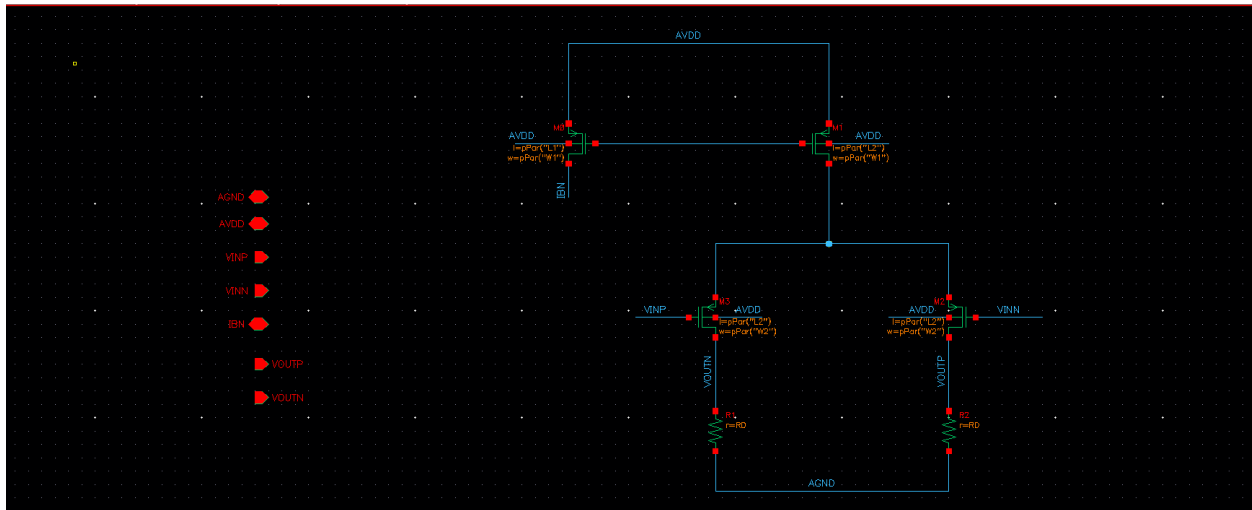 AVDD
M0
M1
AVDD
AVDD
l=pPar("L1")
w=pPar("W1")
l=pPar("L2")
w=pPar("W1")
IBN
AGND
AVDD
VINP
VINN
IBN
VOUTP
VOUTN
M3
M2
VINP
AVDD
AVDD
VINN
l=pPar("L2")
w=pPar("W2")
l=pPar("L2")
w=pPar("W2")
VOUTN
VOUTP
R1
r=RD
R2
r=RD
AGND